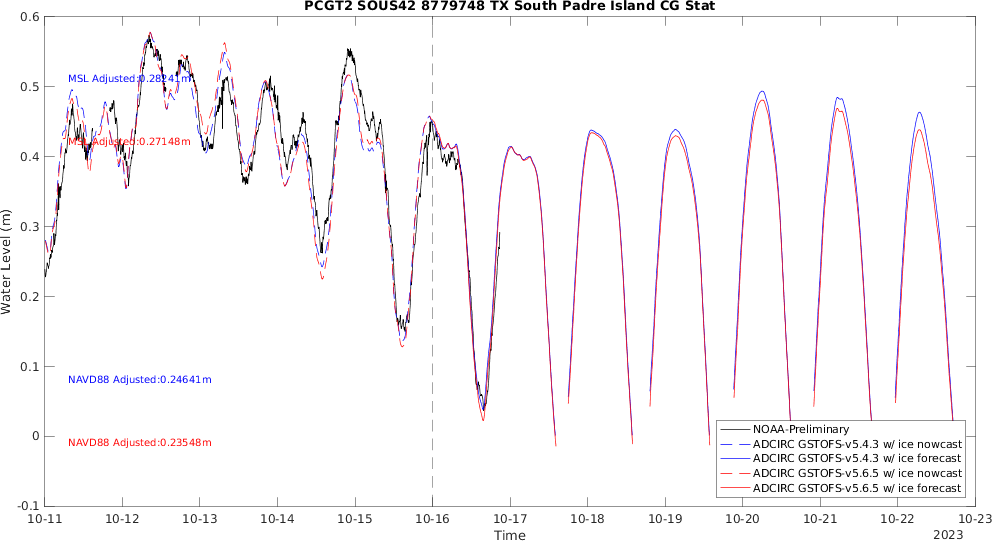 PCGT2 SOUS42 8779748 TX South Padre Island CG Stat
Water Level (m)
0.6
0.5
0.4
0.3
0.2
0.1
0
-0.1
MSL Adjusted:0.28241m
MSL Adjusted:0.27148m
NAVD88 Adjusted:0.24641m
NAVD88 Adjusted:0.23548m
NOAA-Preliminary
ADCIRC GSTOFS-v5.4.3 w/ ice nowcast
ADCIRC GSTOFS-v5.4.3 w/ ice forecast
ADCIRC GSTOFS-v5.6.5 w/ ice nowcast
ADCIRC GSTOFS-v5.6.5 w/ ice forecast
10-11 10-12 10-13 10-14 10-15 10-16 10-17 10-18 10-19 10-20 10-21 10-22 10-23
Time
2023